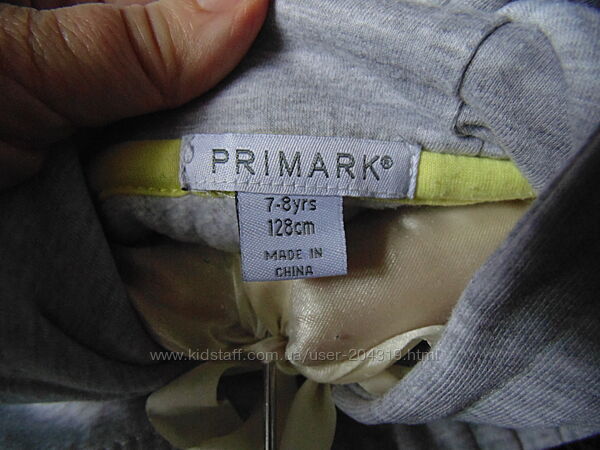 PRIMARK®
7-8yrs
128cm
MADE IN
CHINA
www.kidstaff.com.ua/user-204319.html